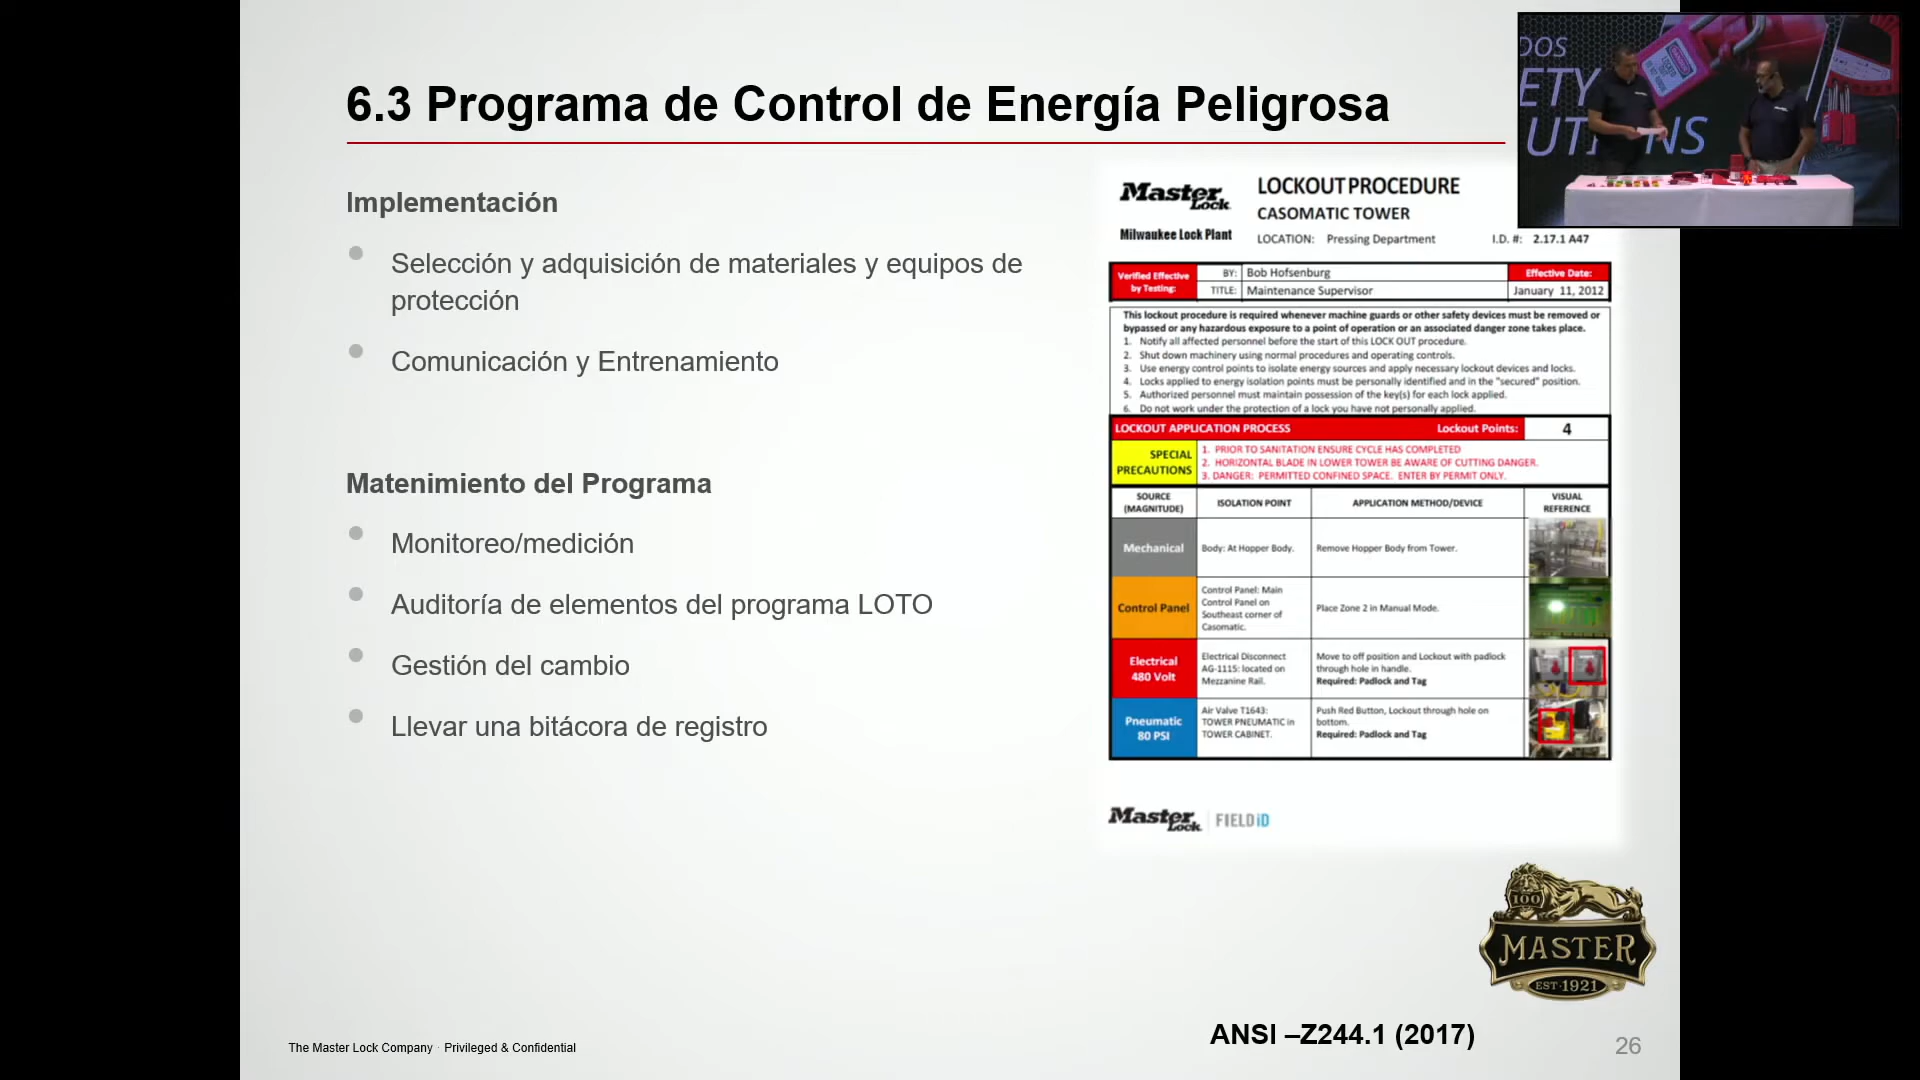 6.3 Programa de Control de Energía Peligrosa
Implementación
Selección y adquisición de materiales y equipos de
protección
Comunicación y Entrenamiento
Matenimiento del Programa
Monitoreo/medición
Auditoría de elementos del programa LOTO
Gestión del cambio
Llevar una bitácora de registro
Master Lock
Milwaukee Lock Plant
LOCKOUT PROCEDURE
CASOMATIC TOWER
LOCATION: Pressing Department I.D. #: 2.17.1 A47
Verified Effective
by Testing:
BY: Bob Hofsenburg
TITLE: Maintenance Supervisor
Effective Date:
January 11, 2012
This lockout procedure is required whenever machine guards or other safety devices must be removed or
bypassed or any hazardous exposure to a point of operation or an associated danger zone takes place.
1. Notify all affected personnel before the start of this LOCK OUT procedure.
2. Shut down machinery using normal procedures and operating controls.
3. Use energy control points to isolate energy sources and apply necessary lockout devices and locks.
4. Locks applied to energy isolation points must be personally identified and in the "secured" position.
5. Authorized personnel must maintain possession of the key(s) for each lock applied.
6. Do not work under the protection of a lock you have not personally applied.
LOCKOUT APPLICATION PROCESS Lockout Points: 4
SPECIAL
PRECAUTIONS
1. PRIOR TO SANITATION ENSURE CYCLE HAS COMPLETED
2. HORIZONTAL BLADE IN LOWER TOWER BE AWARE OF CUTTING DANGER.
3. DANGER: PERMITTED CONFINED SPACE. ENTER BY PERMIT ONLY.
SOURCE
(MAGNITUDE)
ISOLATION POINT
APPLICATION METHOD/DEVICE
VISUAL
REFERENCE
Mechanical
Body: At Hopper Body.
Remove Hopper Body from Tower.
Control Panel
Control Panel: Main
Control Panel on
Southeast corner of
Casomatic.
Place Zone 2 in Manual Mode.
Electrical
480 Volt
Electrical Disconnect
AG-1115: located on
Mezzanine Rail.
Move to off position and Lockout with padlock
through hole in handle.
Required: Padlock and Tag
Pneumatic
80 PSI
Air Valve T1643:
TOWER PNEUMATIC in
TOWER CABINET.
Push Red Button, Lockout through hole on
bottom.
Required: Padlock and Tag
Master Lock FIELD iD
100
MASTER
EST·1921
ANSI –Z244.1 (2017)
The Master Lock Company · Privileged & Confidential
26